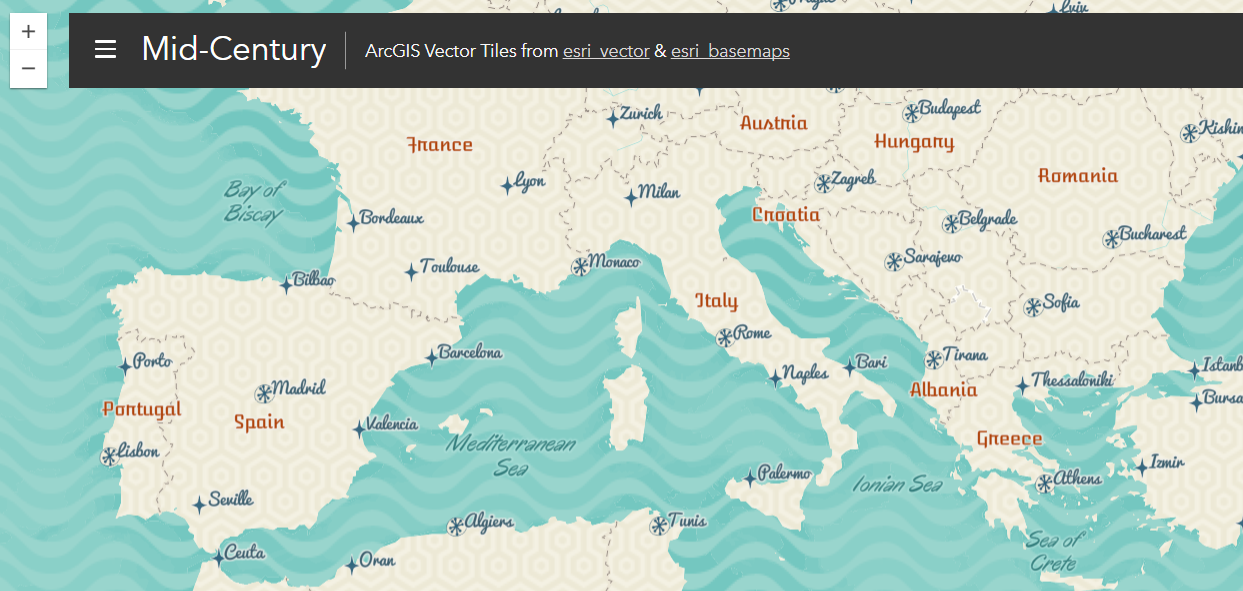 Lviv
+
Mid-Century
ArcGIS Vector Tiles from esri_vector & esri_basemaps
−
Zurich
Austria
Budapest
Hungary
France
Lyon
Zagreb
Romania
Bay of
Biscay
Milan
Bordeaux
Croatia
Belgrade
Bucharest
Toulouse
Monaco
Sarajevo
Bilbao
Italy
Sofia
Rome
Barcelona
Tirana
Porto
Bari
Naples
Madrid
Thessaloniki
Albania
Portugal
Spain
Valencia
Mediterranean
Sea
Greece
Lisbon
Izmir
Palermo
Athens
Ionian Sea
Seville
Algiers
Tunis
Sea of
Crete
Ceuta
Oran